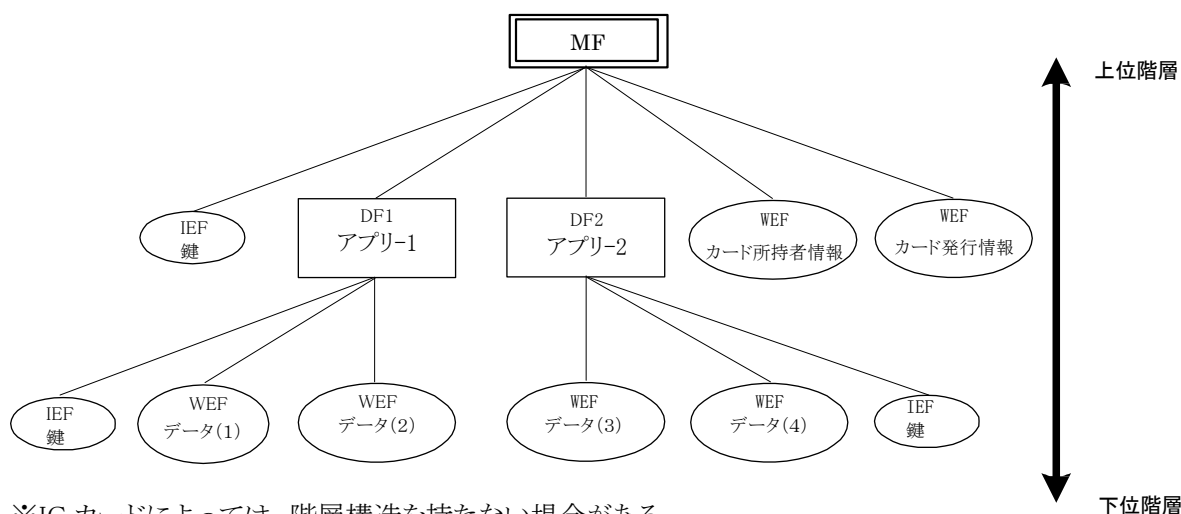 MF
上位階層
IEF
鍵
DF1
アプリ-1
DF2
アプリ-2
WEF
カード所持者情報
WEF
カード発行情報
IEF
鍵
WEF
データ(1)
WEF
データ(2)
WEF
データ(3)
WEF
データ(4)
IEF
鍵
下位階層
※IC カードによっては、階層構造を持たない場合がある